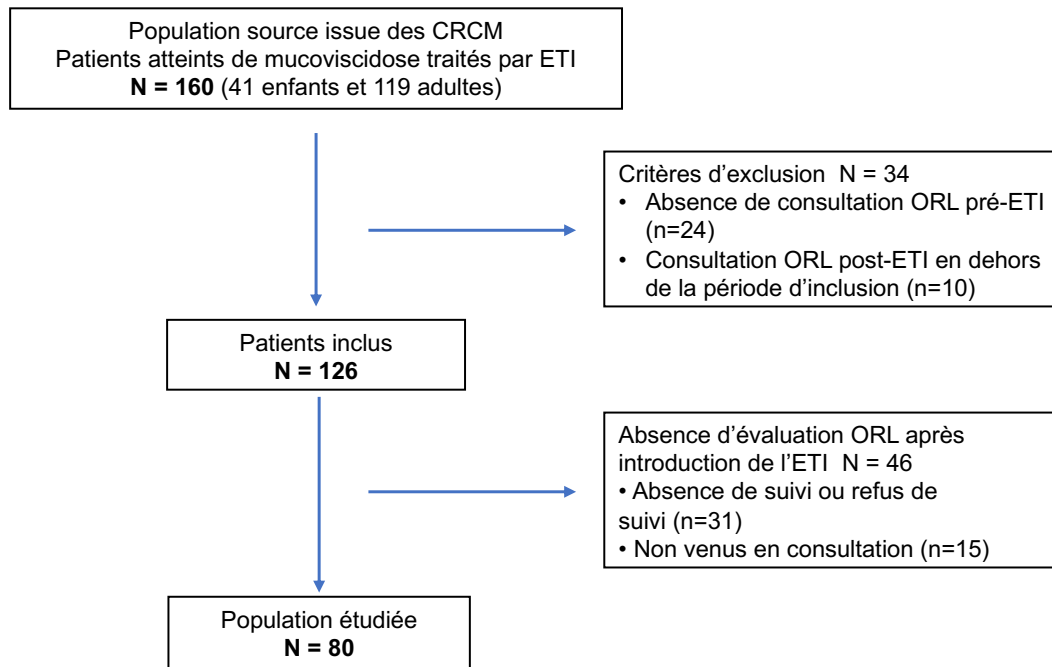 Population source issue des CRCM
Patients atteints de mucoviscidose traités par ETI
N = 160 (41 enfants et 119 adultes)
Critères d’exclusion  N = 34
• Absence de consultation ORL pré-ETI
(n=24)
• Consultation ORL post-ETI en dehors
de la période d’inclusion (n=10)
Patients inclus
N = 126
Absence d’évaluation ORL après
introduction de l’ETI  N = 46
• Absence de suivi ou refus de
suivi (n=31)
• Non venus en consultation (n=15)
Population étudiée
N = 80